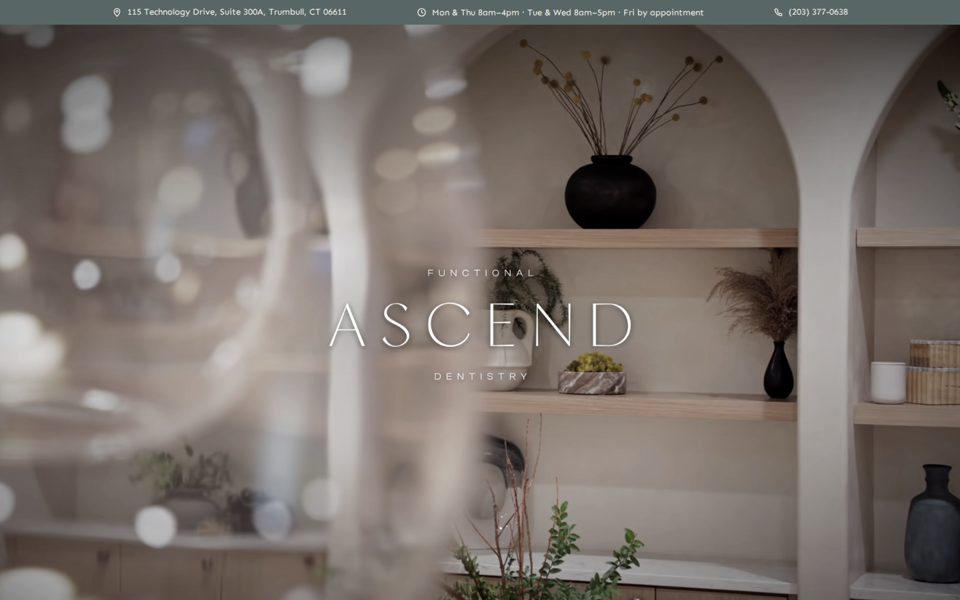 115 Technology Drive, Suite 300A, Trumbull, CT 06611
Mon & Thu 8am–4pm · Tue & Wed 8am–5pm · Fri by appointment
(203) 377-0638
FUNCTIONAL
ASCEND
DENTISTRY